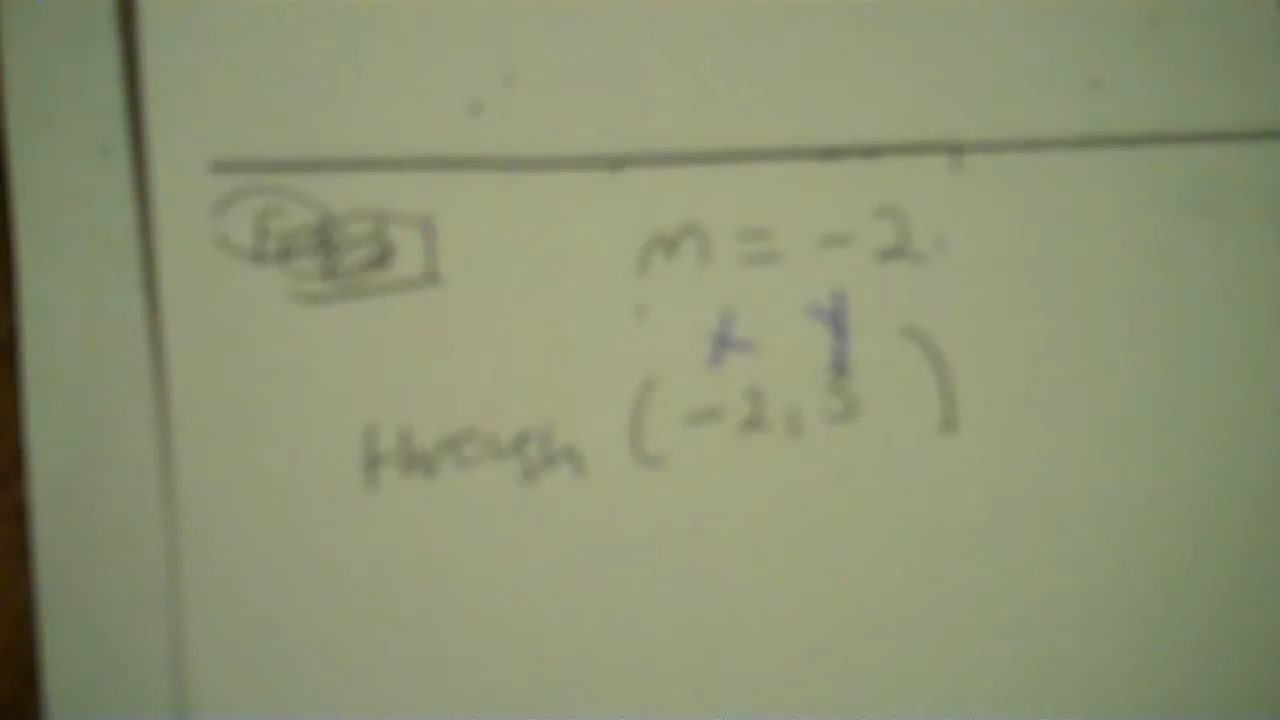 m = -2
x y
through (-2, 3)